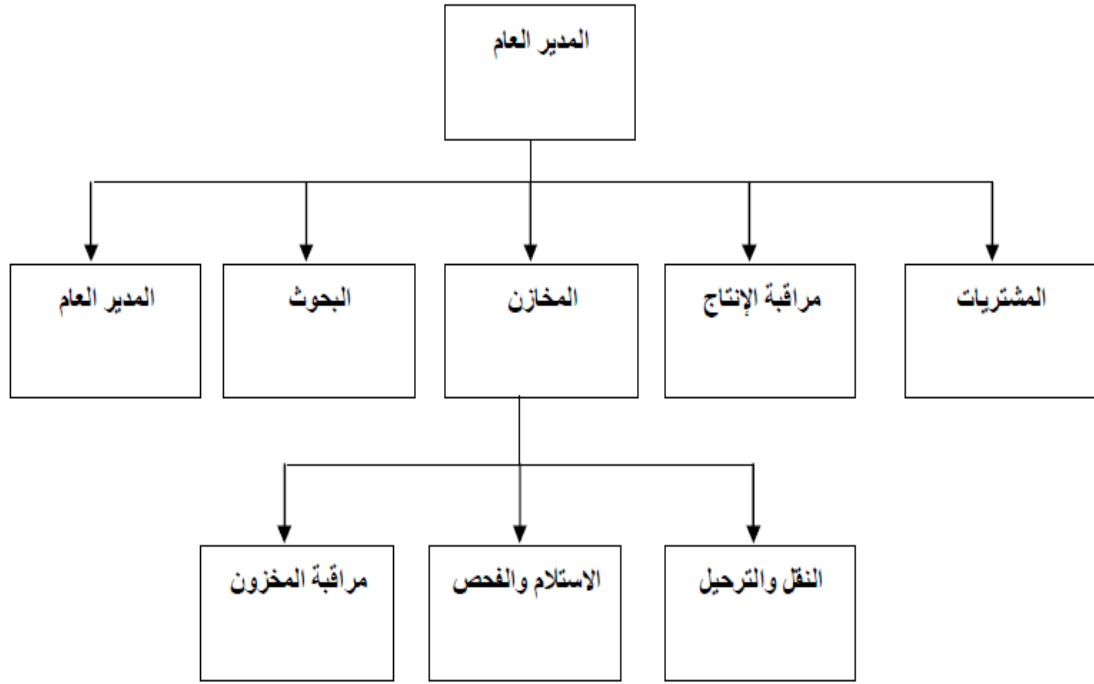 المدير العام
المشتريات
مراقبة الإنتاج
المخازن
البحوث
المدير العام
النقل والترحيل
الاستلام والفحص
مراقبة المخزون